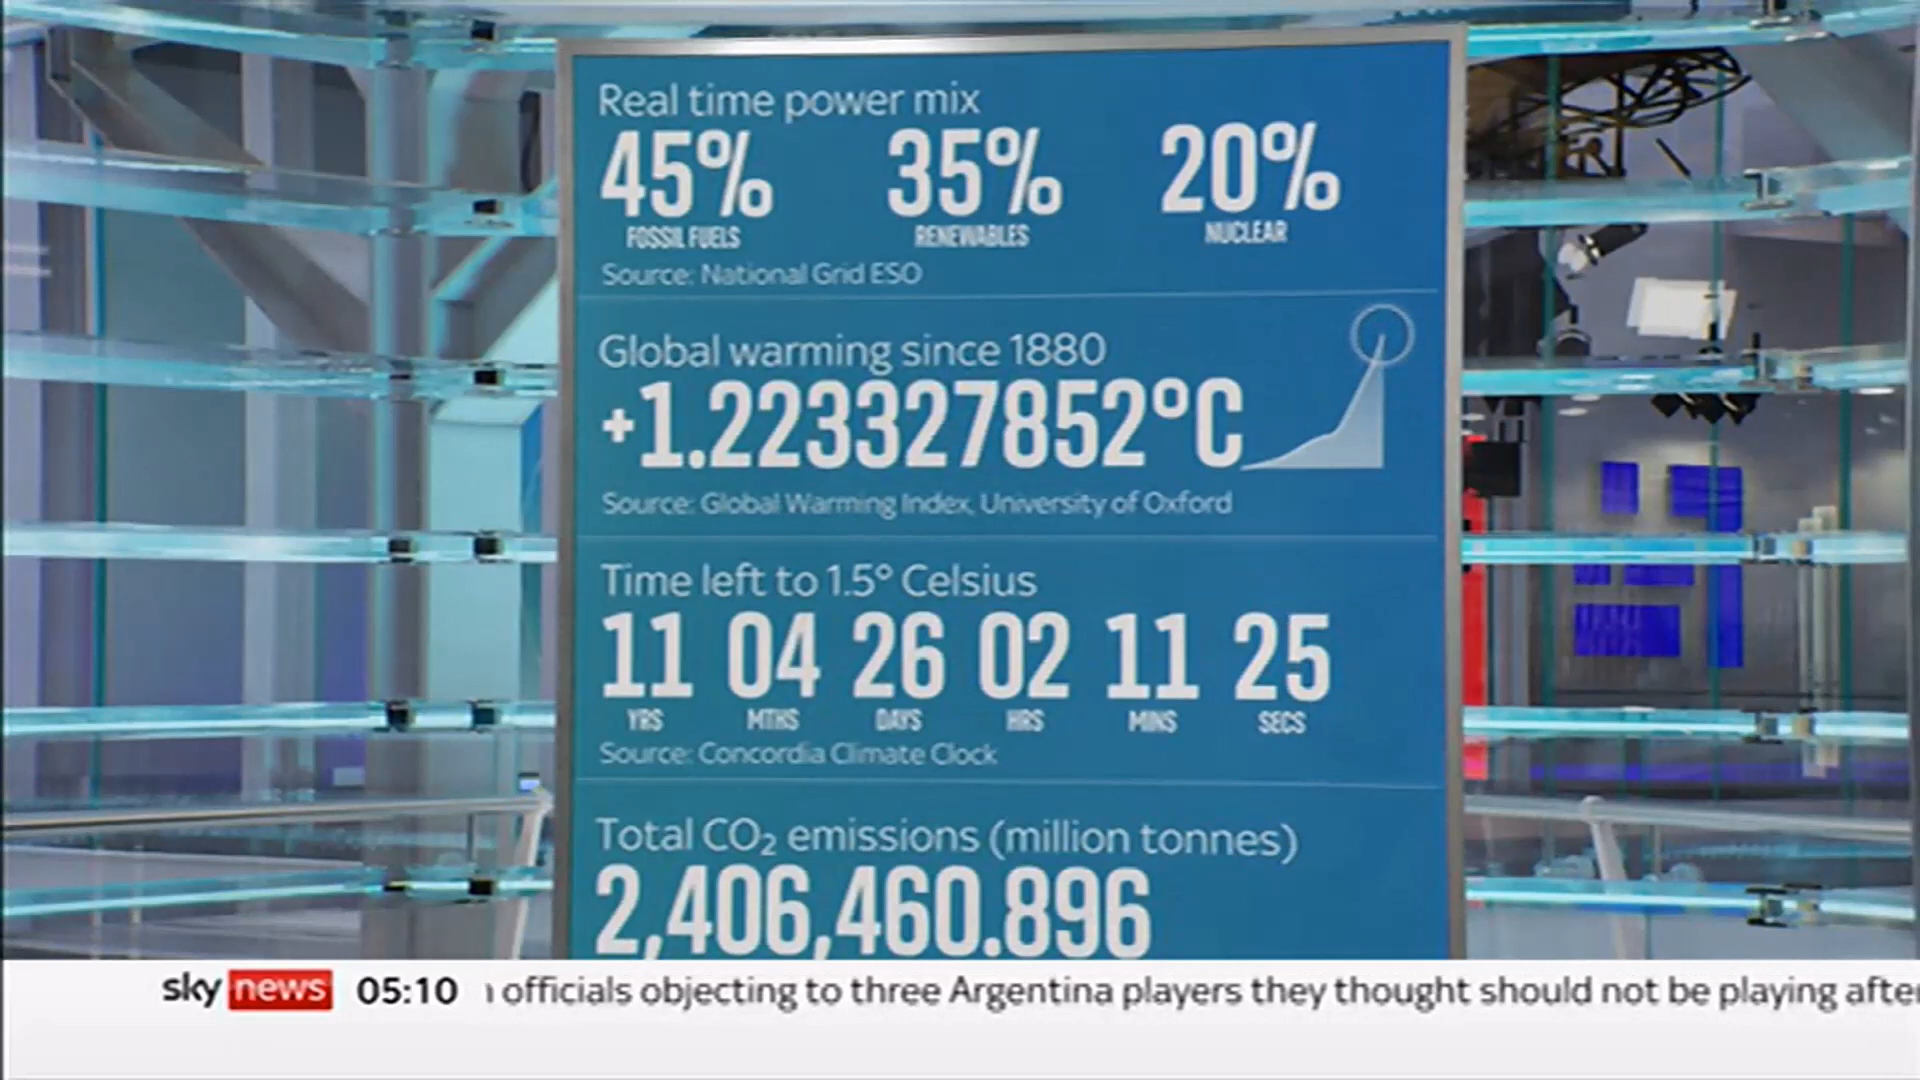 Real time power mix
45% 35% 20%
FOSSIL FUELS RENEWABLES NUCLEAR
Source: National Grid ESO
Global warming since 1880
+1.223327852°C
Source: Global Warming Index, University of Oxford
Time left to 1.5° Celsius
11 04 26 02 11 25
YRS MTHS DAYS HRS MINS SECS
Source: Concordia Climate Clock
Total CO₂ emissions (million tonnes)
2,406,460.896
sky news 05:10 officials objecting to three Argentina players they thought should not be playing after